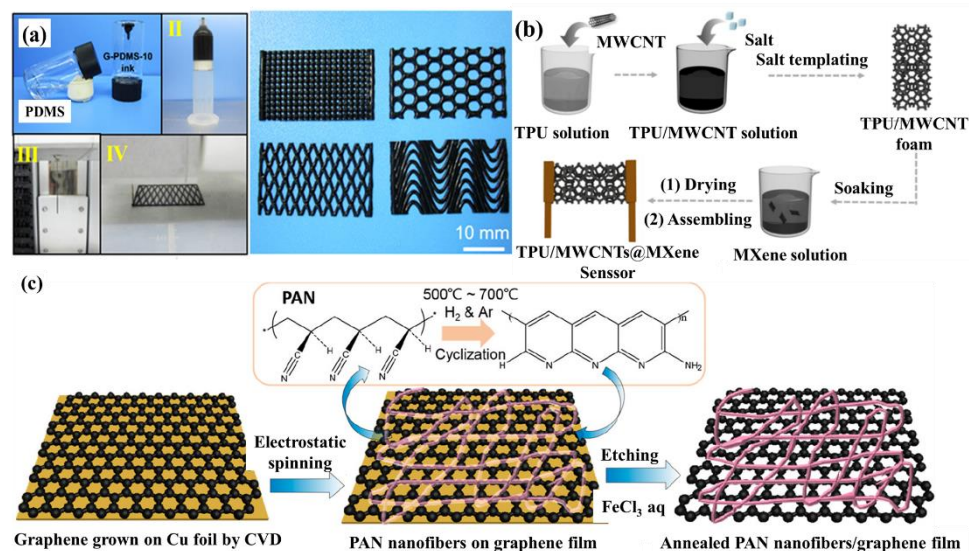 (a)
II
G-PDMS-10
ink
PDMS
III
IV
10 mm
(b)
MWCNT
Salt
Salt templating
TPU solution
TPU/MWCNT solution
TPU/MWCNT
foam
(1) Drying
(2) Assembling
Soaking
TPU/MWCNTs@MXene
Senssor
MXene solution
(c)
PAN
500℃ ~ 700℃
H2 & Ar
Cyclization
*
*
H
H
H
N
N
N
n
H
N
N
N
NH2
Electrostatic
spinning
Etching
FeCl3 aq
Graphene grown on Cu foil by CVD
PAN nanofibers on graphene film
Annealed PAN nanofibers/graphene film